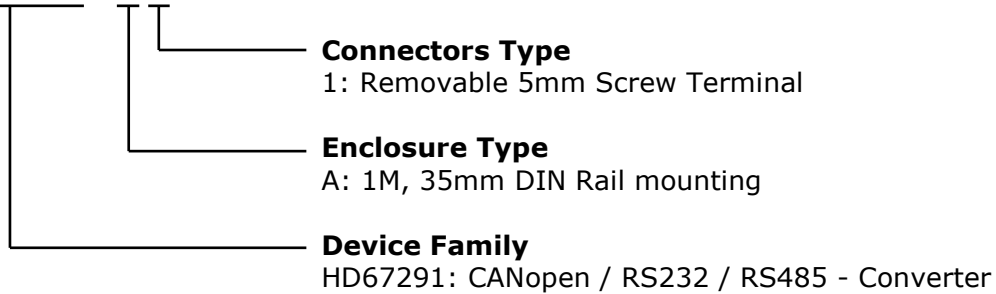 Connectors Type
1: Removable 5mm Screw Terminal
Enclosure Type
A: 1M, 35mm DIN Rail mounting
Device Family
HD67291: CANopen / RS232 / RS485 - Converter